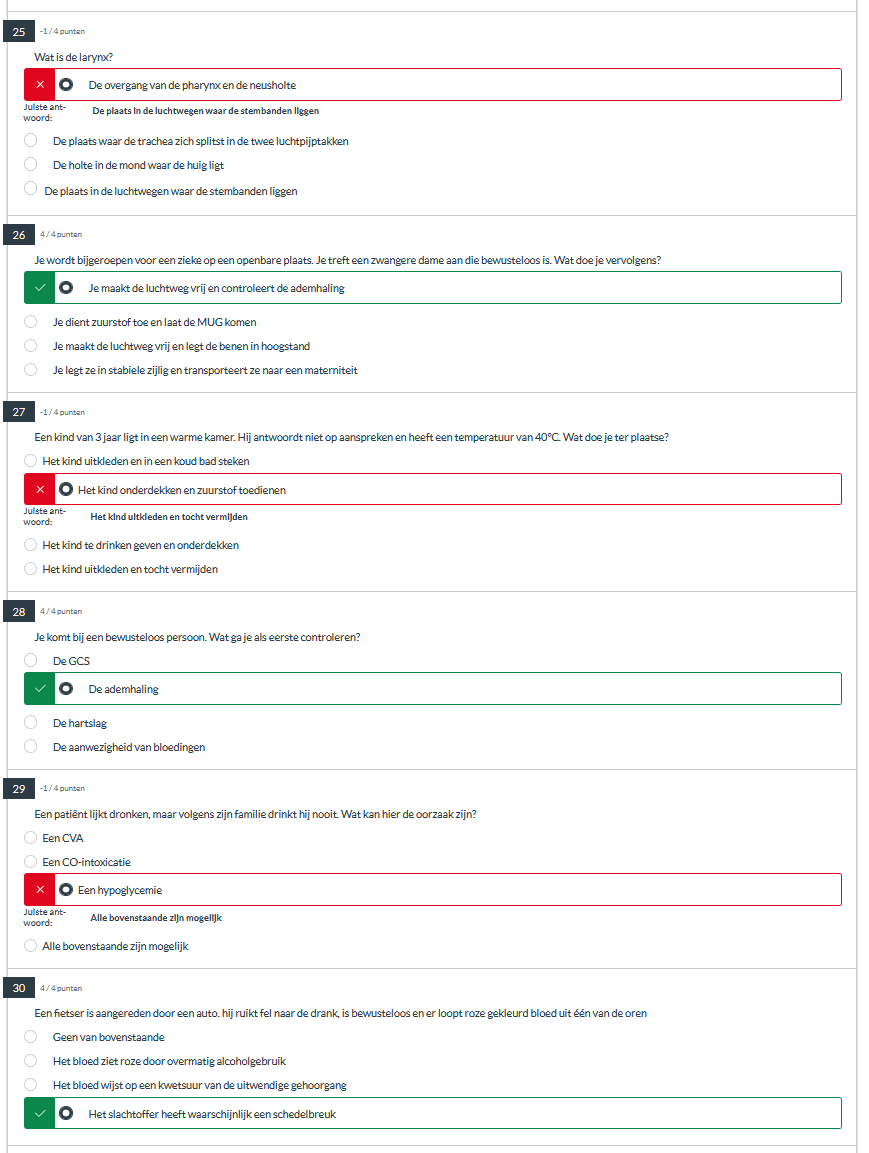 25 -1 / 4 punten
Wat is de larynx?
De overgang van de pharynx en de neusholte
Juiste ant-
woord: De plaats in de luchtwegen waar de stembanden liggen
De plaats waar de trachea zich splitst in de twee luchtpijptakken
De holte in de mond waar de huig ligt
De plaats in de luchtwegen waar de stembanden liggen
26 4 / 4 punten
Je wordt bijgeroepen voor een zieke op een openbare plaats. Je treft een zwangere dame aan die bewusteloos is. Wat doe je vervolgens?
Je maakt de luchtweg vrij en controleert de ademhaling
Je dient zuurstof toe en laat de MUG komen
Je maakt de luchtweg vrij en legt de benen in hoogstand
Je legt ze in stabiele zijlig en transporteert ze naar een materniteit
27 -1 / 4 punten
Een kind van 3 jaar ligt in een warme kamer. Hij antwoordt niet op aanspreken en heeft een temperatuur van 40°C. Wat doe je ter plaatse?
Het kind uitkleden en in een koud bad steken
Het kind onderdekken en zuurstof toedienen
Juiste ant-
woord: Het kind uitkleden en tocht vermijden
Het kind te drinken geven en onderdekken
Het kind uitkleden en tocht vermijden
28 4 / 4 punten
Je komt bij een bewusteloos persoon. Wat ga je als eerste controleren?
De GCS
De ademhaling
De hartslag
De aanwezigheid van bloedingen
29 -1 / 4 punten
Een patiënt lijkt dronken, maar volgens zijn familie drinkt hij nooit. Wat kan hier de oorzaak zijn?
Een CVA
Een CO-intoxicatie
Een hypoglycemie
Juiste ant-
woord: Alle bovenstaande zijn mogelijk
Alle bovenstaande zijn mogelijk
30 4 / 4 punten
Een fietser is aangereden door een auto. hij ruikt fel naar de drank, is bewusteloos en er loopt roze gekleurd bloed uit één van de oren
Geen van bovenstaande
Het bloed ziet roze door overmatig alcoholgebruik
Het bloed wijst op een kwetsuur van de uitwendige gehoorgang
Het slachtoffer heeft waarschijnlijk een schedelbreuk